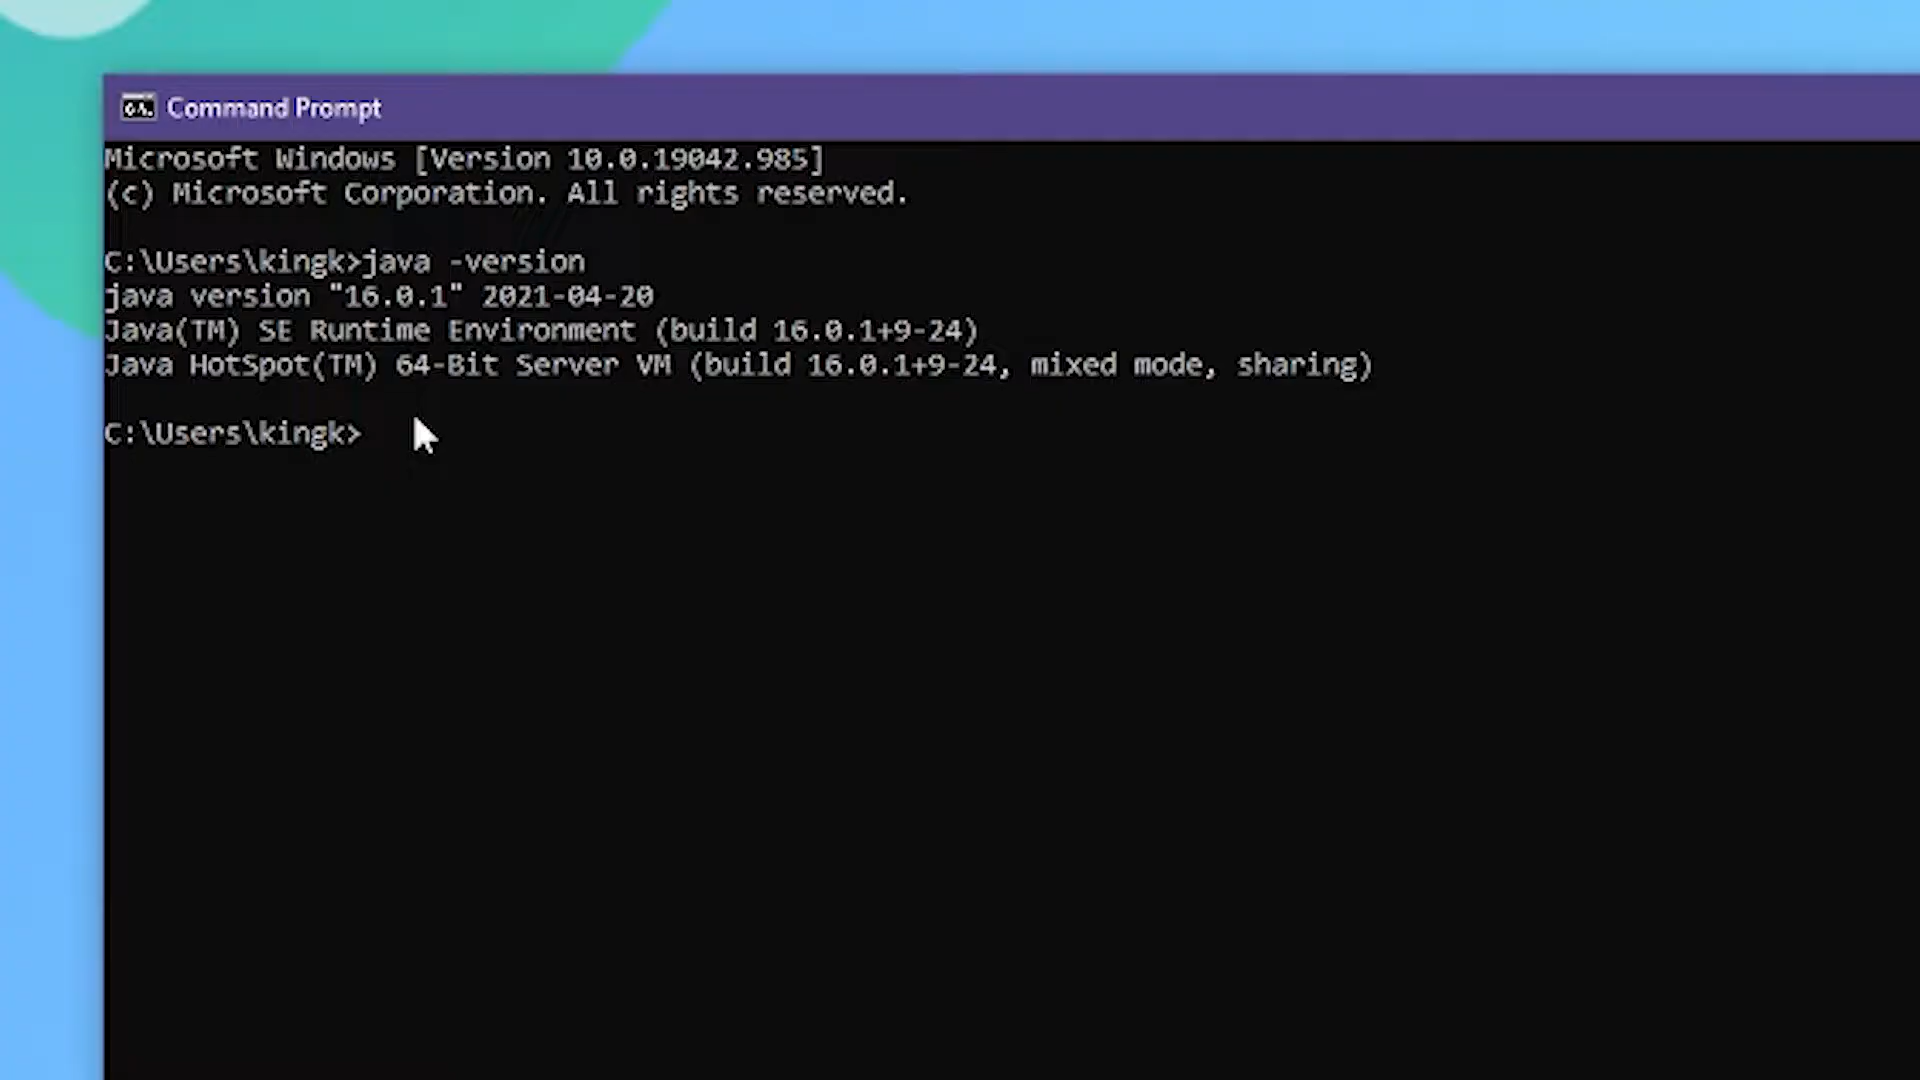 Command Prompt
Microsoft Windows [Version 10.0.19042.985]
(c) Microsoft Corporation. All rights reserved.
C:\Users\kingk>java -version
java version "16.0.1" 2021-04-20
Java(TM) SE Runtime Environment (build 16.0.1+9-24)
Java HotSpot(TM) 64-Bit Server VM (build 16.0.1+9-24, mixed mode, sharing)
C:\Users\kingk>